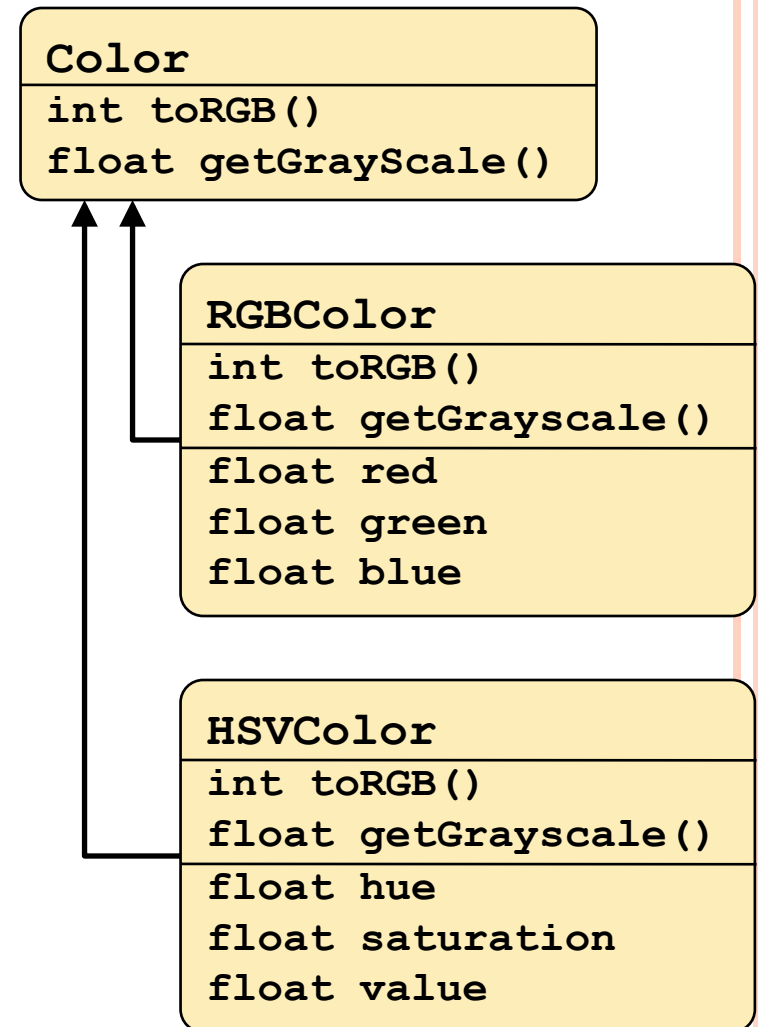 Color
int toRGB()
float getGrayScale()
RGBColor
int toRGB()
float getGrayscale()
float red
float green
float blue
HSVColor
int toRGB()
float getGrayscale()
float hue
float saturation
float value